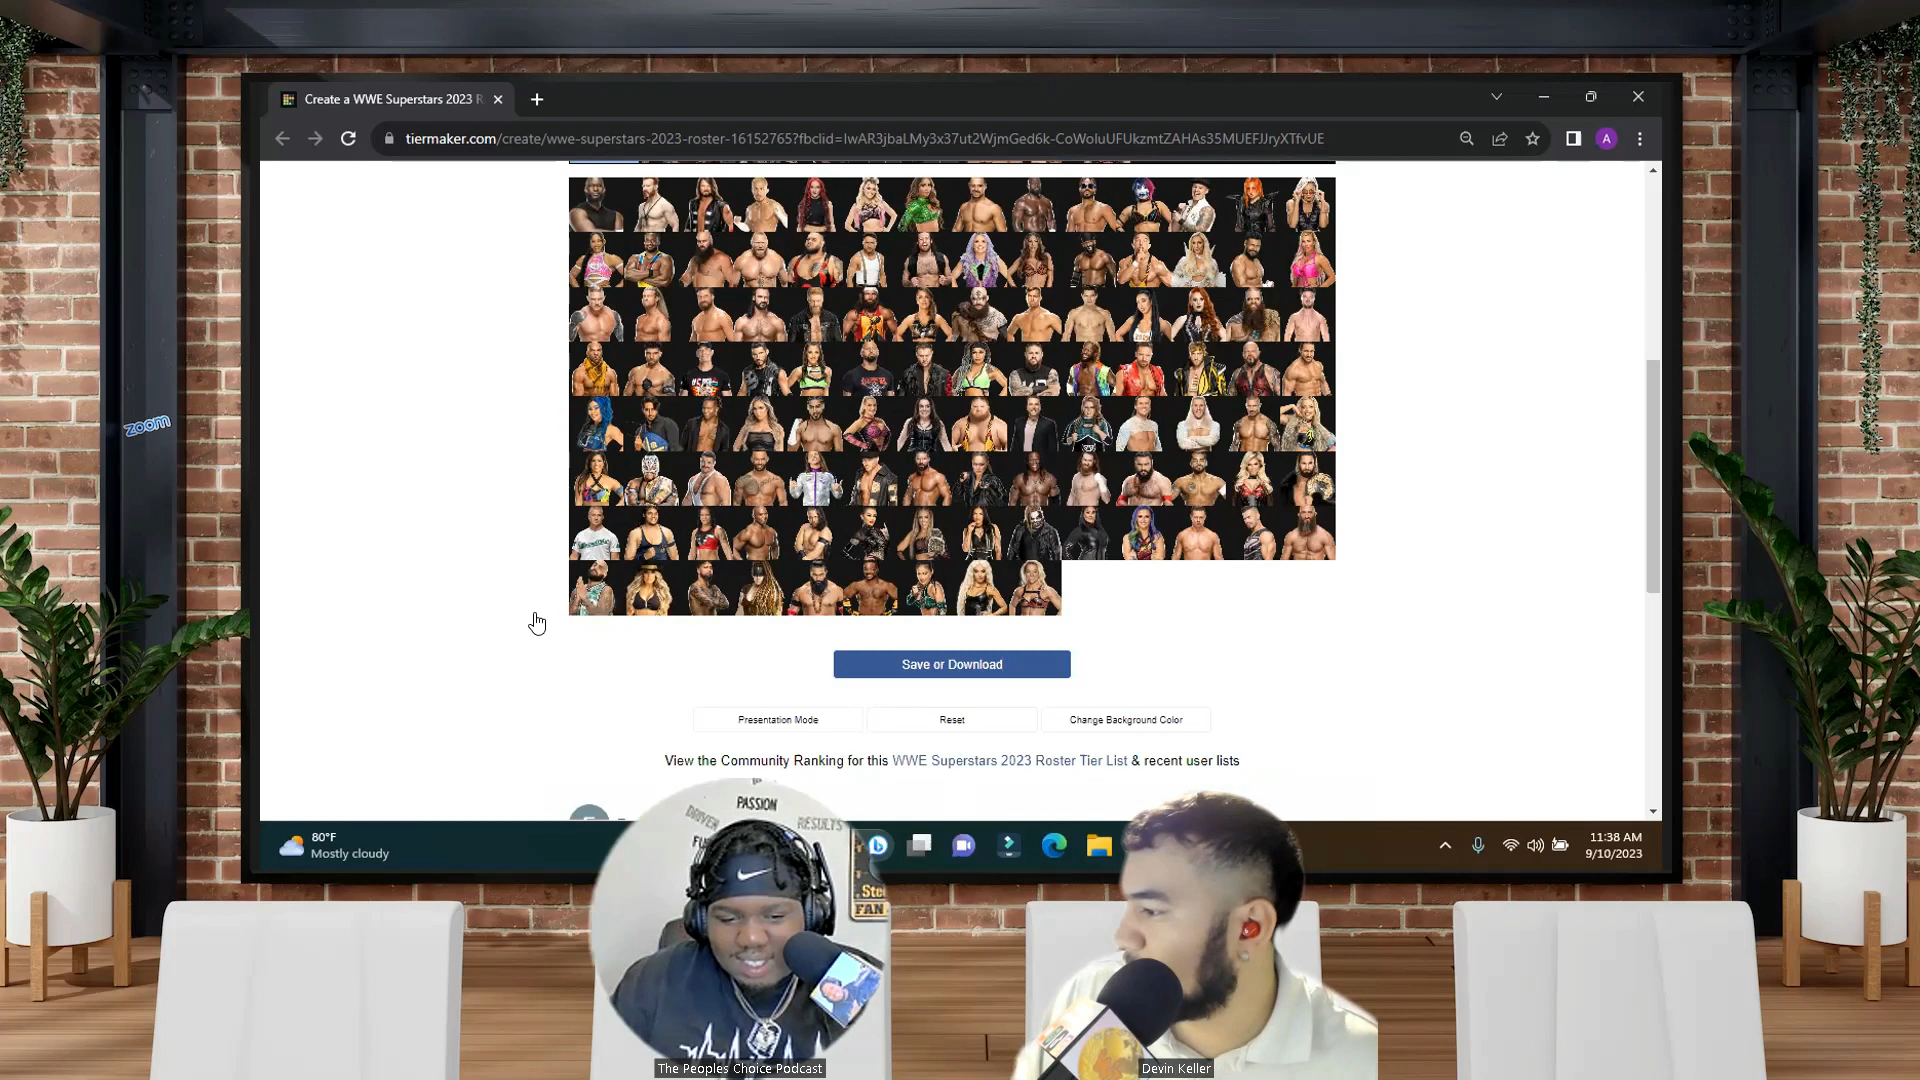 Create a WWE Superstars 2023 R
tiermaker.com/create/wwe-superstars-2023-roster-16152765?fbclid=IwAR3jbaLMy3x37ut2WjmGed6k-CoWoluUFUkzmtZAHAs35MUEFJJryXTfvUE
A
zoom
Save or Download
Presentation Mode
Reset
Change Background Color
View the Community Ranking for this WWE Superstars 2023 Roster Tier List & recent user lists
80°F
Mostly cloudy
11:38 AM
9/10/2023
PASSION
DRIVEN
RESULTS
FAN
The Peoples Choice Podcast
Devin Keller